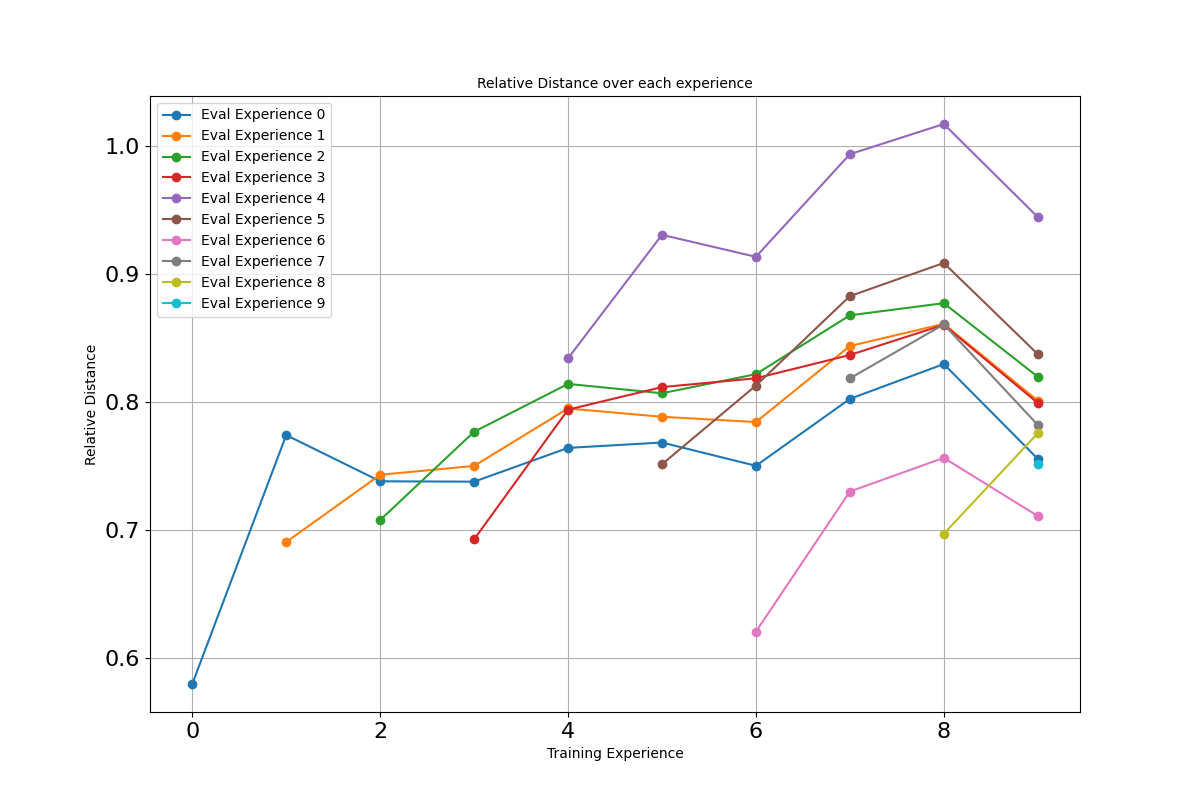 Relative Distance over each experience
Eval Experience 0
Eval Experience 1
Eval Experience 2
Eval Experience 3
Eval Experience 4
Eval Experience 5
Eval Experience 6
Eval Experience 7
Eval Experience 8
Eval Experience 9
1.0
0.9
0.8
0.7
0.6
Relative Distance
0 2 4 6 8
Training Experience